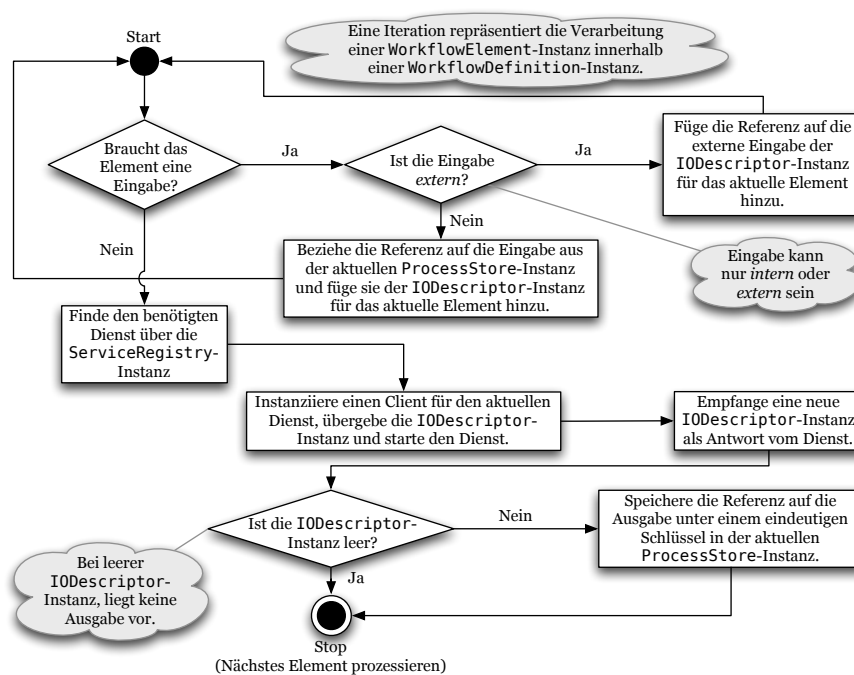 Eine Iteration repräsentiert die Verarbeitung
einer WorkflowElement-Instanz innerhalb
einer WorkflowDefinition-Instanz.
Start
Braucht das
Element eine
Eingabe?
Ja
Ist die Eingabe
extern?
Ja
Füge die Referenz auf die
externe Eingabe der
IODescriptor-Instanz
für das aktuelle Element
hinzu.
Nein
Nein
Beziehe die Referenz auf die Eingabe aus
der aktuellen ProcessStore-Instanz
und füge sie der IODescriptor-Instanz
für das aktuelle Element hinzu.
Eingabe kann
nur intern oder
extern sein
Finde den benötigten
Dienst über die
ServiceRegistry-
Instanz
Instanziiere einen Client für den aktuellen
Dienst, übergebe die IODescriptor-
Instanz und starte den Dienst.
Empfange eine neue
IODescriptor-Instanz
als Antwort vom Dienst.
Ist die IODescriptor-
Instanz leer?
Nein
Speichere die Referenz auf die
Ausgabe unter einem eindeutigen
Schlüssel in der aktuellen
ProcessStore-Instanz.
Bei leerer
IODescriptor-
Instanz, liegt keine
Ausgabe vor.
Ja
Stop
(Nächstes Element prozessieren)